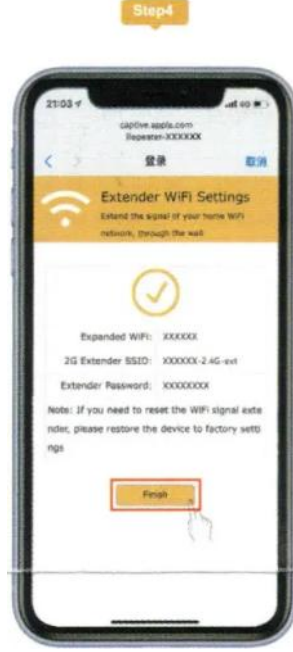 Step4
21:03
4G
captive.apple.com
Repeater-XXXXXX
登录
取消
Extender WiFi Settings
Extend the signal of your home WiFi
network, through the wall
Expanded WiFi: XXXXXX
2G Extender SSID: XXXXXX-2.4G-ext
Extender Password: XXXXXXXX
Note: If you need to reset the WiFi signal exte
nder, please restore the device to factory setti
ngs
Finish